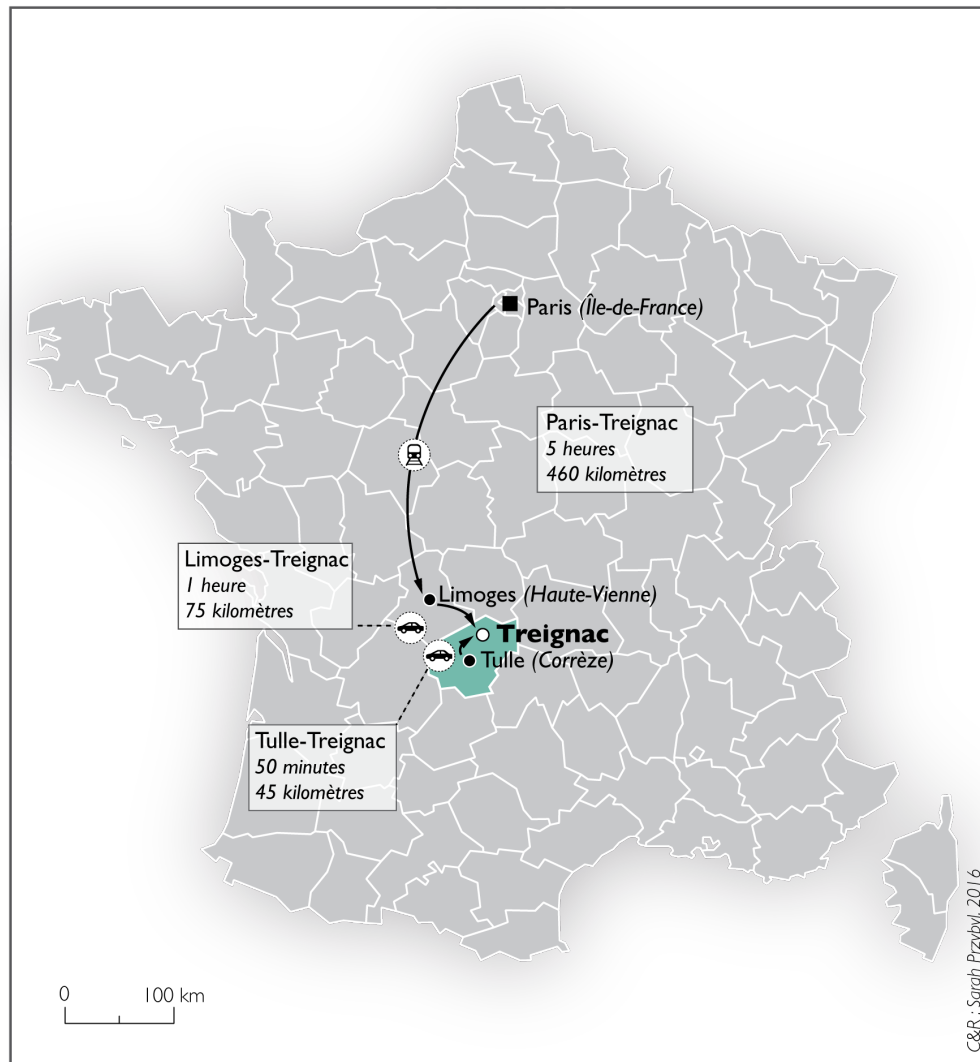 Paris (Île-de-France)
Paris-Treignac
5 heures
460 kilomètres
Limoges-Treignac
1 heure
75 kilomètres
Limoges (Haute-Vienne)
Treignac
Tulle (Corrèze)
Tulle-Treignac
50 minutes
45 kilomètres
0 100 km
C&R : Sarah Przybyl, 2016